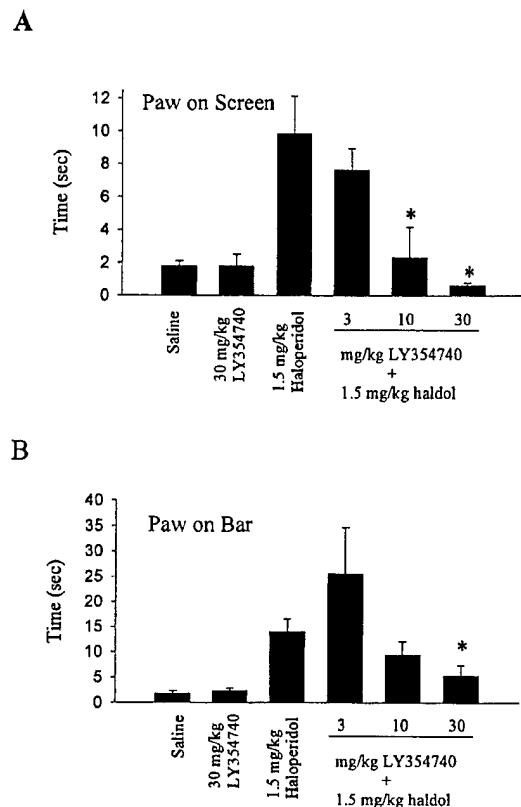 A
Paw on Screen
Time (sec)
12
10
8
6
4
2
0
*
*
Saline
30 mg/kg
LY354740
1.5 mg/kg
Haloperidol
3 10 30
mg/kg LY354740
+
1.5 mg/kg haldol
B
Paw on Bar
Time (sec)
40
35
30
25
20
15
10
5
0
*
Saline
30 mg/kg
LY354740
1.5 mg/kg
Haloperidol
3 10 30
mg/kg LY354740
+
1.5 mg/kg haldol